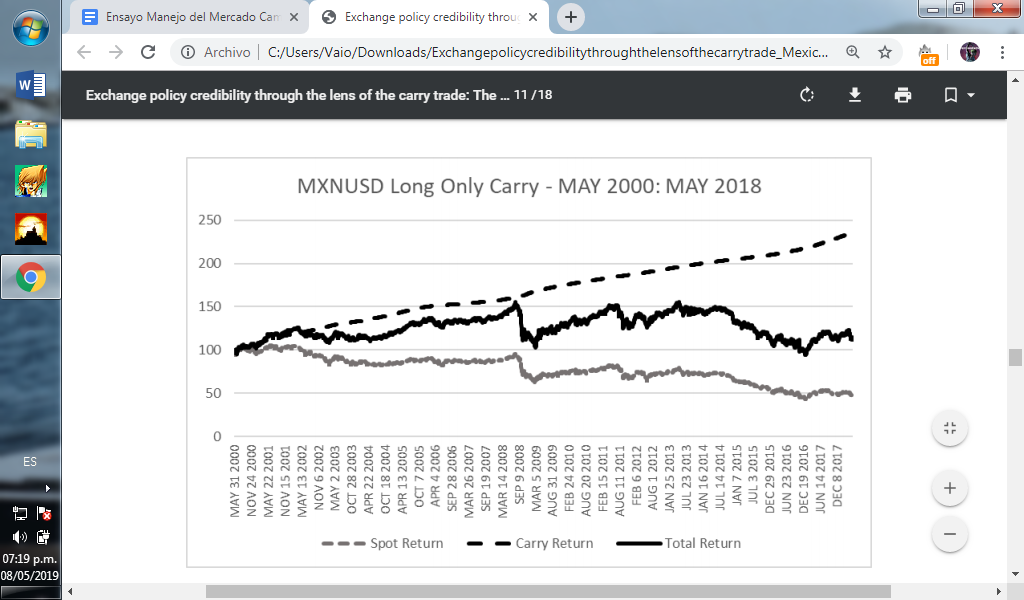 Ensayo Manejo del Mercado Cam
Exchange policy credibility throu
Archivo
C:/Users/Vaio/Downloads/Exchangepolicycredibilitythroughthelensofthecarrytrade_Mexic...
off
Exchange policy credibility through the lens of the carry trade: The ... 11 / 18
MXNUSD Long Only Carry - MAY 2000: MAY 2018
250
200
150
100
50
0
MAY 31 2000
NOV 24 2000
MAY 22 2001
NOV 15 2001
MAY 13 2002
NOV 6 2002
MAY 2 2003
OCT 28 2003
APR 22 2004
OCT 18 2004
APR 13 2005
OCT 7 2005
APR 4 2006
SEP 28 2006
MAR 26 2007
SEP 19 2007
MAR 14 2008
SEP 9 2008
MAR 5 2009
AUG 31 2009
FEB 24 2010
AUG 20 2010
FEB 15 2011
AUG 11 2011
FEB 6 2012
AUG 1 2012
JAN 25 2013
JUL 23 2013
JAN 16 2014
JUL 14 2014
JAN 7 2015
JUL 3 2015
DEC 29 2015
JUN 23 2016
DEC 19 2016
JUN 14 2017
DEC 8 2017
Spot Return
Carry Return
Total Return
W
ES
07:19 p.m.
08/05/2019